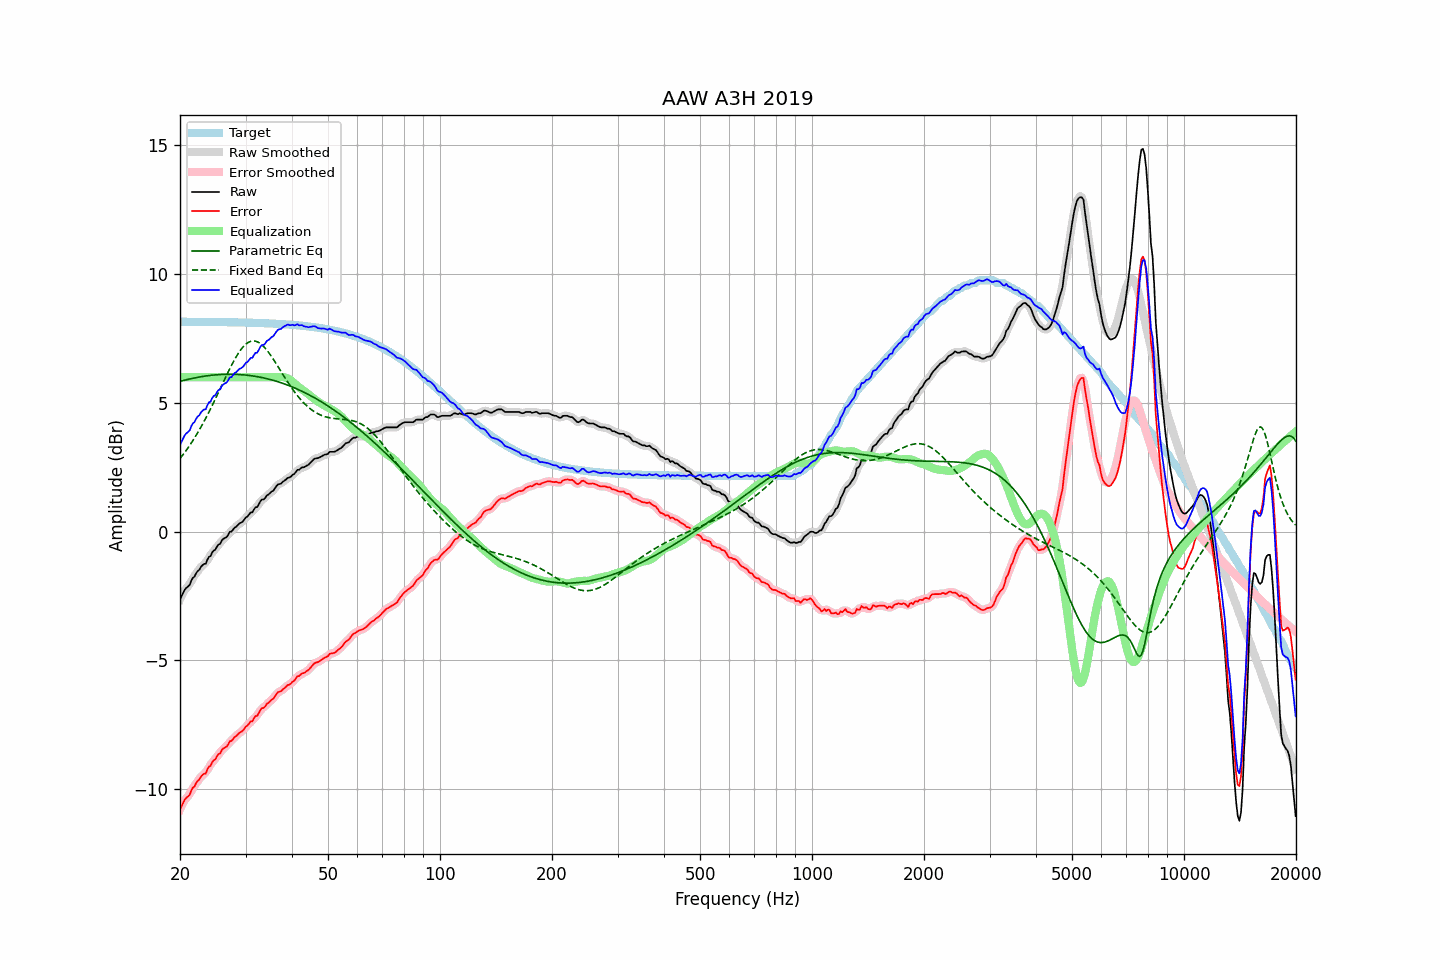 AAW A3H 2019
Target
Raw Smoothed
Error Smoothed
Raw
Error
Equalization
Parametric Eq
Fixed Band Eq
Equalized
15
10
5
0
−5
−10
Amplitude (dBr)
20 50 100 200 500 1000 2000 5000 10000 20000
Frequency (Hz)